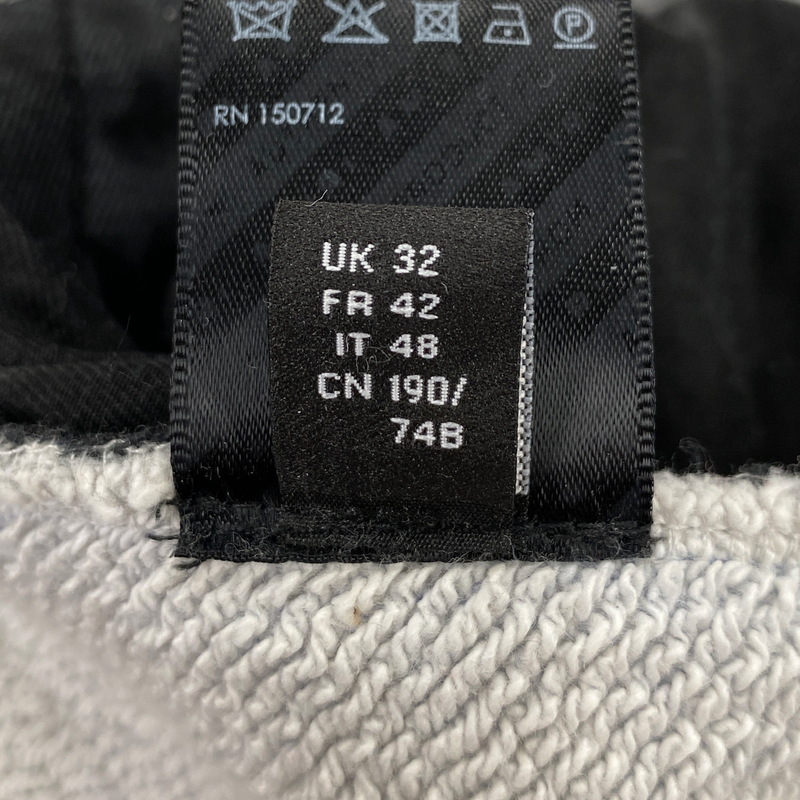 P
RN 150712
UK 32
FR 42
IT 48
CN 190/
74B